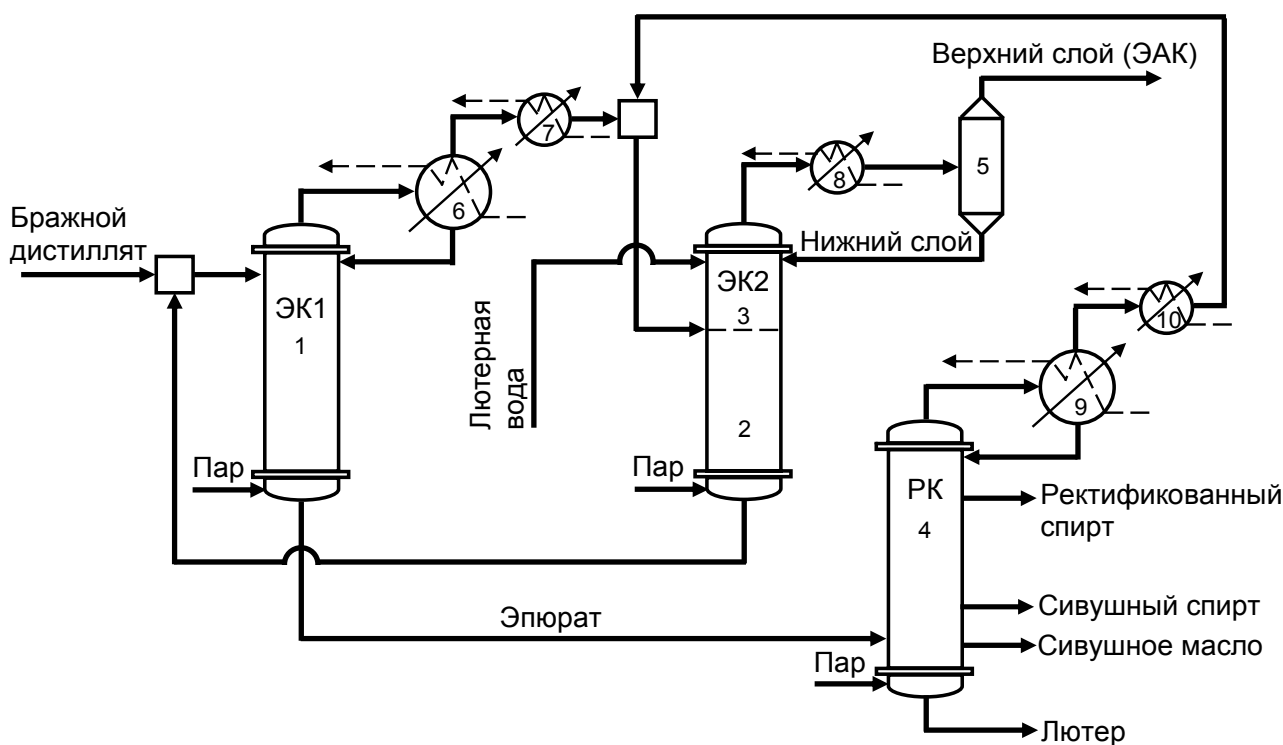 Верхний слой (ЭАК)
7
8
5
6
Бражной
дистиллят
Нижний слой
ЭК1
1
ЭК2
3
10
Лютерная
вода
9
2
Пар
Пар
РК
4
Ректификованный
спирт
Эпюрат
Сивушный спирт
Сивушное масло
Пар
Лютер